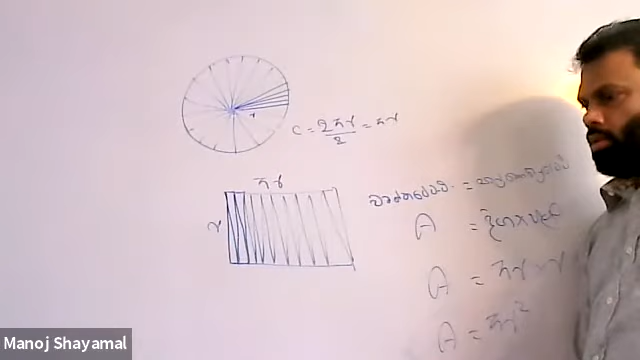 r
C = 2πr/2 = πr
πr
r
A = දිග × පළල
A = πr · r
A = πr²
Manoj Shayamal